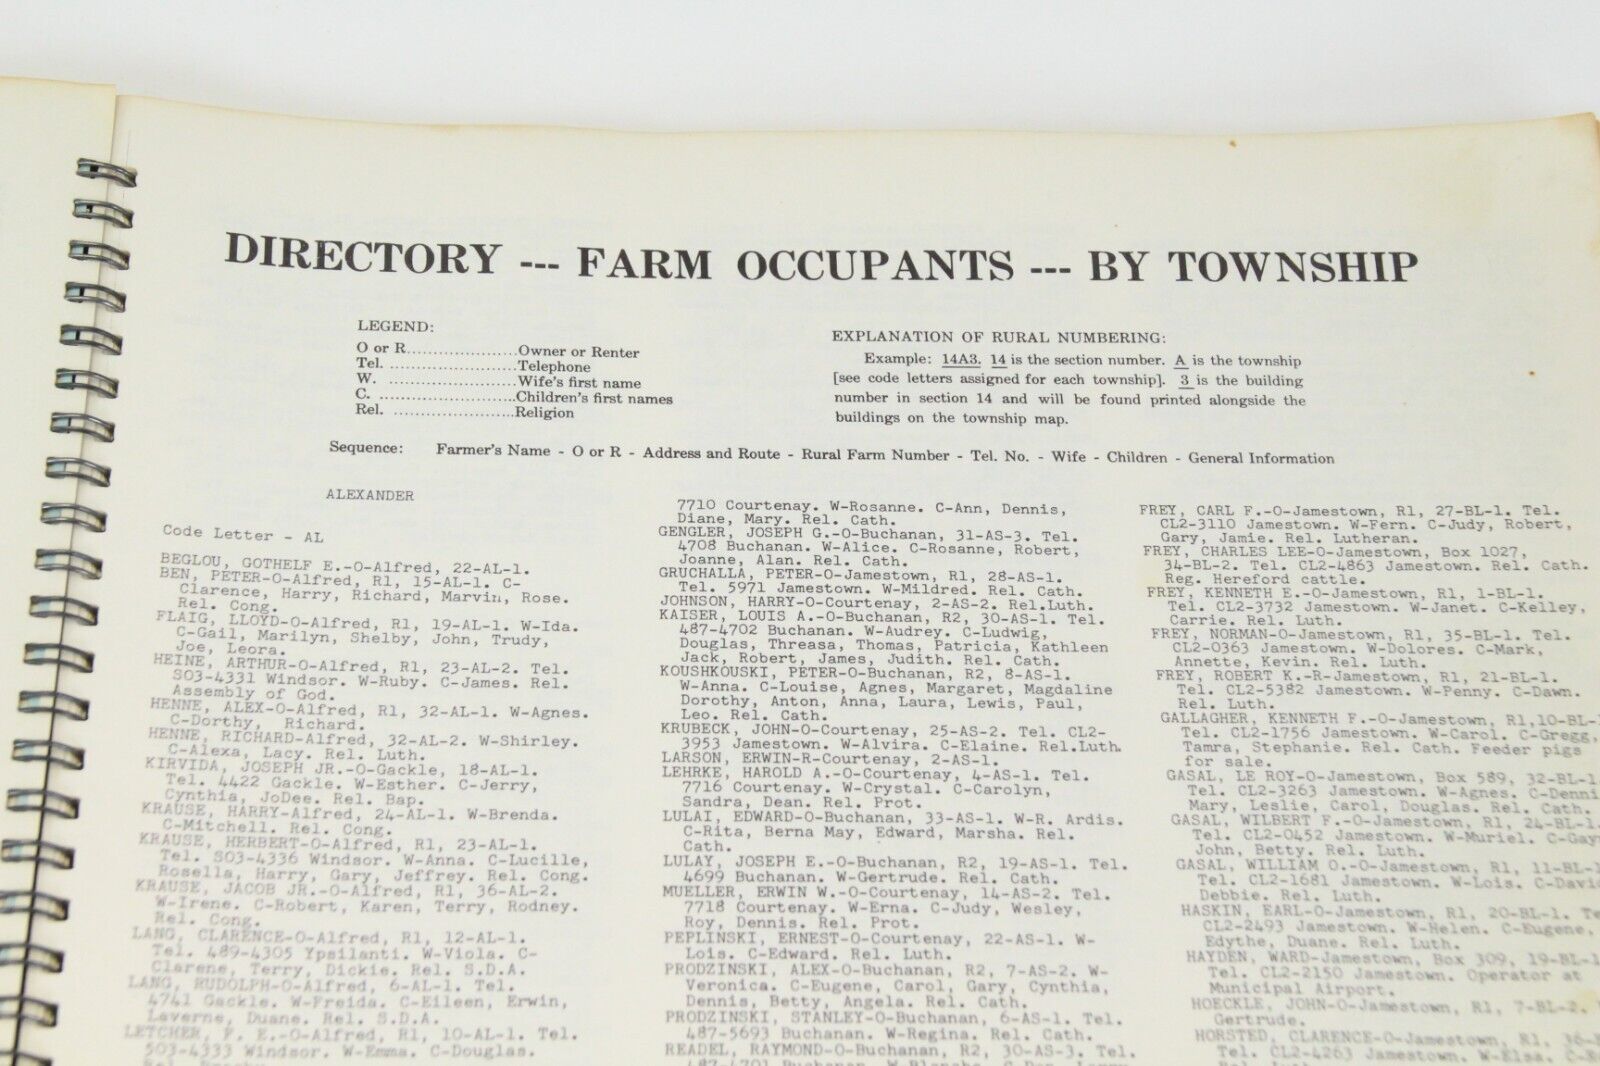 DIRECTORY --- FARM OCCUPANTS --- BY TOWNSHIP
LEGEND:
O or R.....................Owner or Renter
Tel. ........................Telephone
W. ........................Wife's first name
C. ..........................Children's first names
Rel. .......................Religion
EXPLANATION OF RURAL NUMBERING:
Example: 14A3. 14 is the section number. A is the township
[see code letters assigned for each township]. 3 is the building
number in section 14 and will be found printed alongside the
buildings on the township map.
Sequence: Farmer's Name - O or R - Address and Route - Rural Farm Number - Tel. No. - Wife - Children - General Information
ALEXANDER
Code Letter - AL
BEGLOU, GOTHELF E.-O-Alfred, 22-AL-1.
BEN, PETER-O-Alfred, R1, 15-AL-1. C-
Clarence, Harry, Richard, Marvin, Rose.
Rel. Cong.
FLAIG, LLOYD-O-Alfred, R1, 19-AL-1. W-Ida.
C-Gail, Marilyn, Shelby, John, Trudy,
Joe, Leora.
HEINE, ARTHUR-O-Alfred, R1, 23-AL-2. Tel.
SO3-4331 Windsor. W-Ruby. C-James. Rel.
Assembly of God.
HENNE, ALEX-O-Alfred, R1, 32-AL-1. W-Agnes.
C-Dorthy, Richard.
HENNE, RICHARD-Alfred, 32-AL-2. W-Shirley.
C-Alexa, Lacy. Rel. Luth.
KIRVIDA, JOSEPH JR.-O-Gackle, 18-AL-1.
Tel. 4422 Gackle. W-Esther. C-Jerry,
Cynthia, JoDee. Rel. Bap.
KRAUSE, HARRY-Alfred, 24-AL-1. W-Brenda.
C-Mitchell. Rel. Cong.
KRAUSE, HERBERT-O-Alfred, R1, 23-AL-1.
Tel. SO3-4336 Windsor. W-Anna. C-Lucille,
Rosella, Harry, Gary, Jeffrey. Rel. Cong.
KRAUSE, JACOB JR.-O-Alfred, R1, 36-AL-2.
W-Irene. C-Robert, Karen, Terry, Rodney.
Rel. Cong.
LANG, CLARENCE-O-Alfred, R1, 12-AL-1.
Tel. 489-4305 Ypsilanti. W-Viola. C-
Clarene, Terry, Dickie. Rel. S.D.A.
LANG, RUDOLPH-O-Alfred, 6-AL-1. Tel.
4741 Gackle. W-Freida. C-Eileen, Erwin,
Laverne, Duane. Rel. S.D.A.
LETCHER, F. E.-O-Alfred, R1, 10-AL-1. Tel.
SO3-4333 Windsor. W-Emma. C-Douglas.
7710 Courtenay. W-Rosanne. C-Ann, Dennis,
Diane, Mary. Rel. Cath.
GENGLER, JOSEPH G.-O-Buchanan, 31-AS-3. Tel.
4708 Buchanan. W-Alice. C-Rosanne, Robert,
Joanne, Alan. Rel. Cath.
GRUCHALLA, PETER-O-Jamestown, R1, 28-AS-1.
Tel. 5971 Jamestown. W-Mildred. Rel. Cath.
JOHNSON, HARRY-O-Courtenay, 2-AS-2. Rel.Luth.
KAISER, LOUIS A.-O-Buchanan, R2, 30-AS-1. Tel.
487-4702 Buchanan. W-Audrey. C-Ludwig,
Douglas, Threasa, Thomas, Patricia, Kathleen
Jack, Robert, James, Judith. Rel. Cath.
KOUSHKOUSKI, PETER-O-Buchanan, R2, 8-AS-1.
W-Anna. C-Louise, Agnes, Margaret, Magdaline
Dorothy, Anton, Anna, Laura, Lewis, Paul,
Leo. Rel. Cath.
KRUBECK, JOHN-O-Courtenay, 25-AS-2. Tel. CL2-
3953 Jamestown. W-Alvira. C-Elaine. Rel.Luth.
LARSON, ERWIN-R-Courtenay, 2-AS-1.
LEHRKE, HAROLD A.-O-Courtenay, 4-AS-1. Tel.
7716 Courtenay. W-Crystal. C-Carolyn,
Sandra, Dean. Rel. Prot.
LULAI, EDWARD-O-Buchanan, 33-AS-1. W-R. Ardis.
C-Rita, Berna May, Edward, Marsha. Rel.
Cath.
LULAY, JOSEPH E.-O-Buchanan, R2, 19-AS-1. Tel.
4699 Buchanan. W-Gertrude. Rel. Cath.
MUELLER, ERWIN W.-O-Courtenay, 14-AS-2. Tel.
7718 Courtenay. W-Erna. C-Judy, Wesley,
Roy, Dennis. Rel. Prot.
PEPLINSKI, ERNEST-O-Courtenay, 22-AS-1. W-
Lois. C-Edward. Rel. Luth.
PRODZINSKI, ALEX-O-Buchanan, R2, 7-AS-2. W-
Veronica. C-Eugene, Carol, Gary, Cynthia,
Dennis, Betty, Angela. Rel. Cath.
PRODZINSKI, STANLEY-O-Buchanan, 6-AS-1. Tel.
487-5693 Buchanan. W-Regina. Rel. Cath.
READEL, RAYMOND-O-Buchanan, R2, 30-AS-3. Tel.
FREY, CARL F.-O-Jamestown, R1, 27-BL-1. Tel.
CL2-3110 Jamestown. W-Fern. C-Judy, Robert,
Gary, Jamie. Rel. Lutheran.
FREY, CHARLES LEE-O-Jamestown, Box 1027,
34-BL-2. Tel. CL2-4863 Jamestown. Rel. Cath.
Reg. Hereford cattle.
FREY, KENNETH E.-O-Jamestown, R1, 1-BL-1.
Tel. CL2-3732 Jamestown. W-Janet. C-Kelley,
Carrie. Rel. Luth.
FREY, NORMAN-O-Jamestown, R1, 35-BL-1. Tel.
CL2-0363 Jamestown. W-Dolores. C-Mark,
Annette, Kevin. Rel. Luth.
FREY, ROBERT K.-R-Jamestown, R1, 21-BL-1.
Tel. CL2-5382 Jamestown. W-Penny. C-Dawn.
Rel. Luth.
GALLAGHER, KENNETH F.-O-Jamestown, R1,10-BL-
Tel. CL2-1756 Jamestown. W-Carol. C-Gregg,
Tamra, Stephanie. Rel. Cath. Feeder pigs
for sale.
GASAL, LE ROY-O-Jamestown, Box 589, 32-BL-1
Tel. CL2-3263 Jamestown. W-Agnes. C-Denni
Mary, Leslie, Carol, Douglas. Rel. Cath.
GASAL, WILBERT F.-O-Jamestown, R1, 24-BL-1.
Tel. CL2-0452 Jamestown. W-Muriel. C-Gay
John, Betty. Rel. Luth.
GASAL, WILLIAM O.-O-Jamestown, R1, 11-BL-
Tel. CL2-1681 Jamestown. W-Lois. C-Davi
Debbie. Rel. Luth.
HASKIN, EARL-O-Jamestown, R1, 20-BL-1. Te
CL2-2493 Jamestown. W-Helen. C-Eugene,
Edythe, Duane. Rel. Luth.
HAYDEN, WARD-Jamestown, Box 309, 19-BL-
Tel. CL2-2150 Jamestown. Operator at
Municipal Airport.
HOECKLE, JOHN-O-Jamestown, R1, 7-BL-2.
Gertrude.
HORSTED, CLARENCE-O-Jamestown, R1, 36-
Tel. CL2-4263 Jamestown. W-Elsa. C-